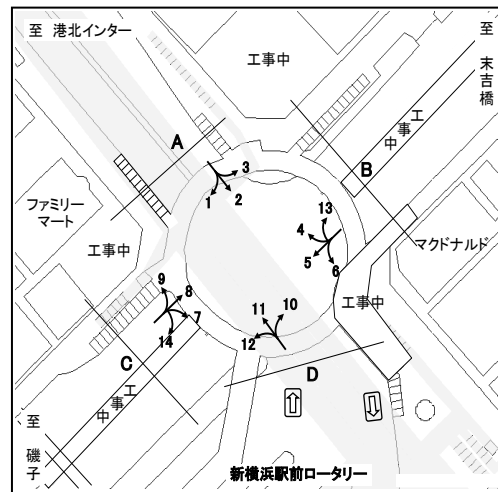 至 港北インター
工事中
至 末吉橋
工事中
A
B
3
1
2
ファミリー
マート
13
4
5
6
マクドナルド
工事中
9
8
7
14
工事中
11
10
12
C
D
工事中
至 磯子
新横浜駅前ロータリー